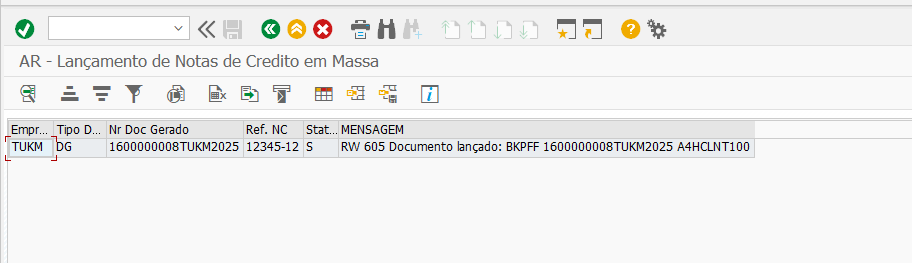 AR - Lançamento de Notas de Credito em Massa
Empr... Tipo D... Nr Doc Gerado Ref. NC Stat... MENSAGEM
TUKM DG 1600000008TUKM2025 12345-12 S RW 605 Documento lançado: BKPFF 1600000008TUKM2025 A4HCLNT100